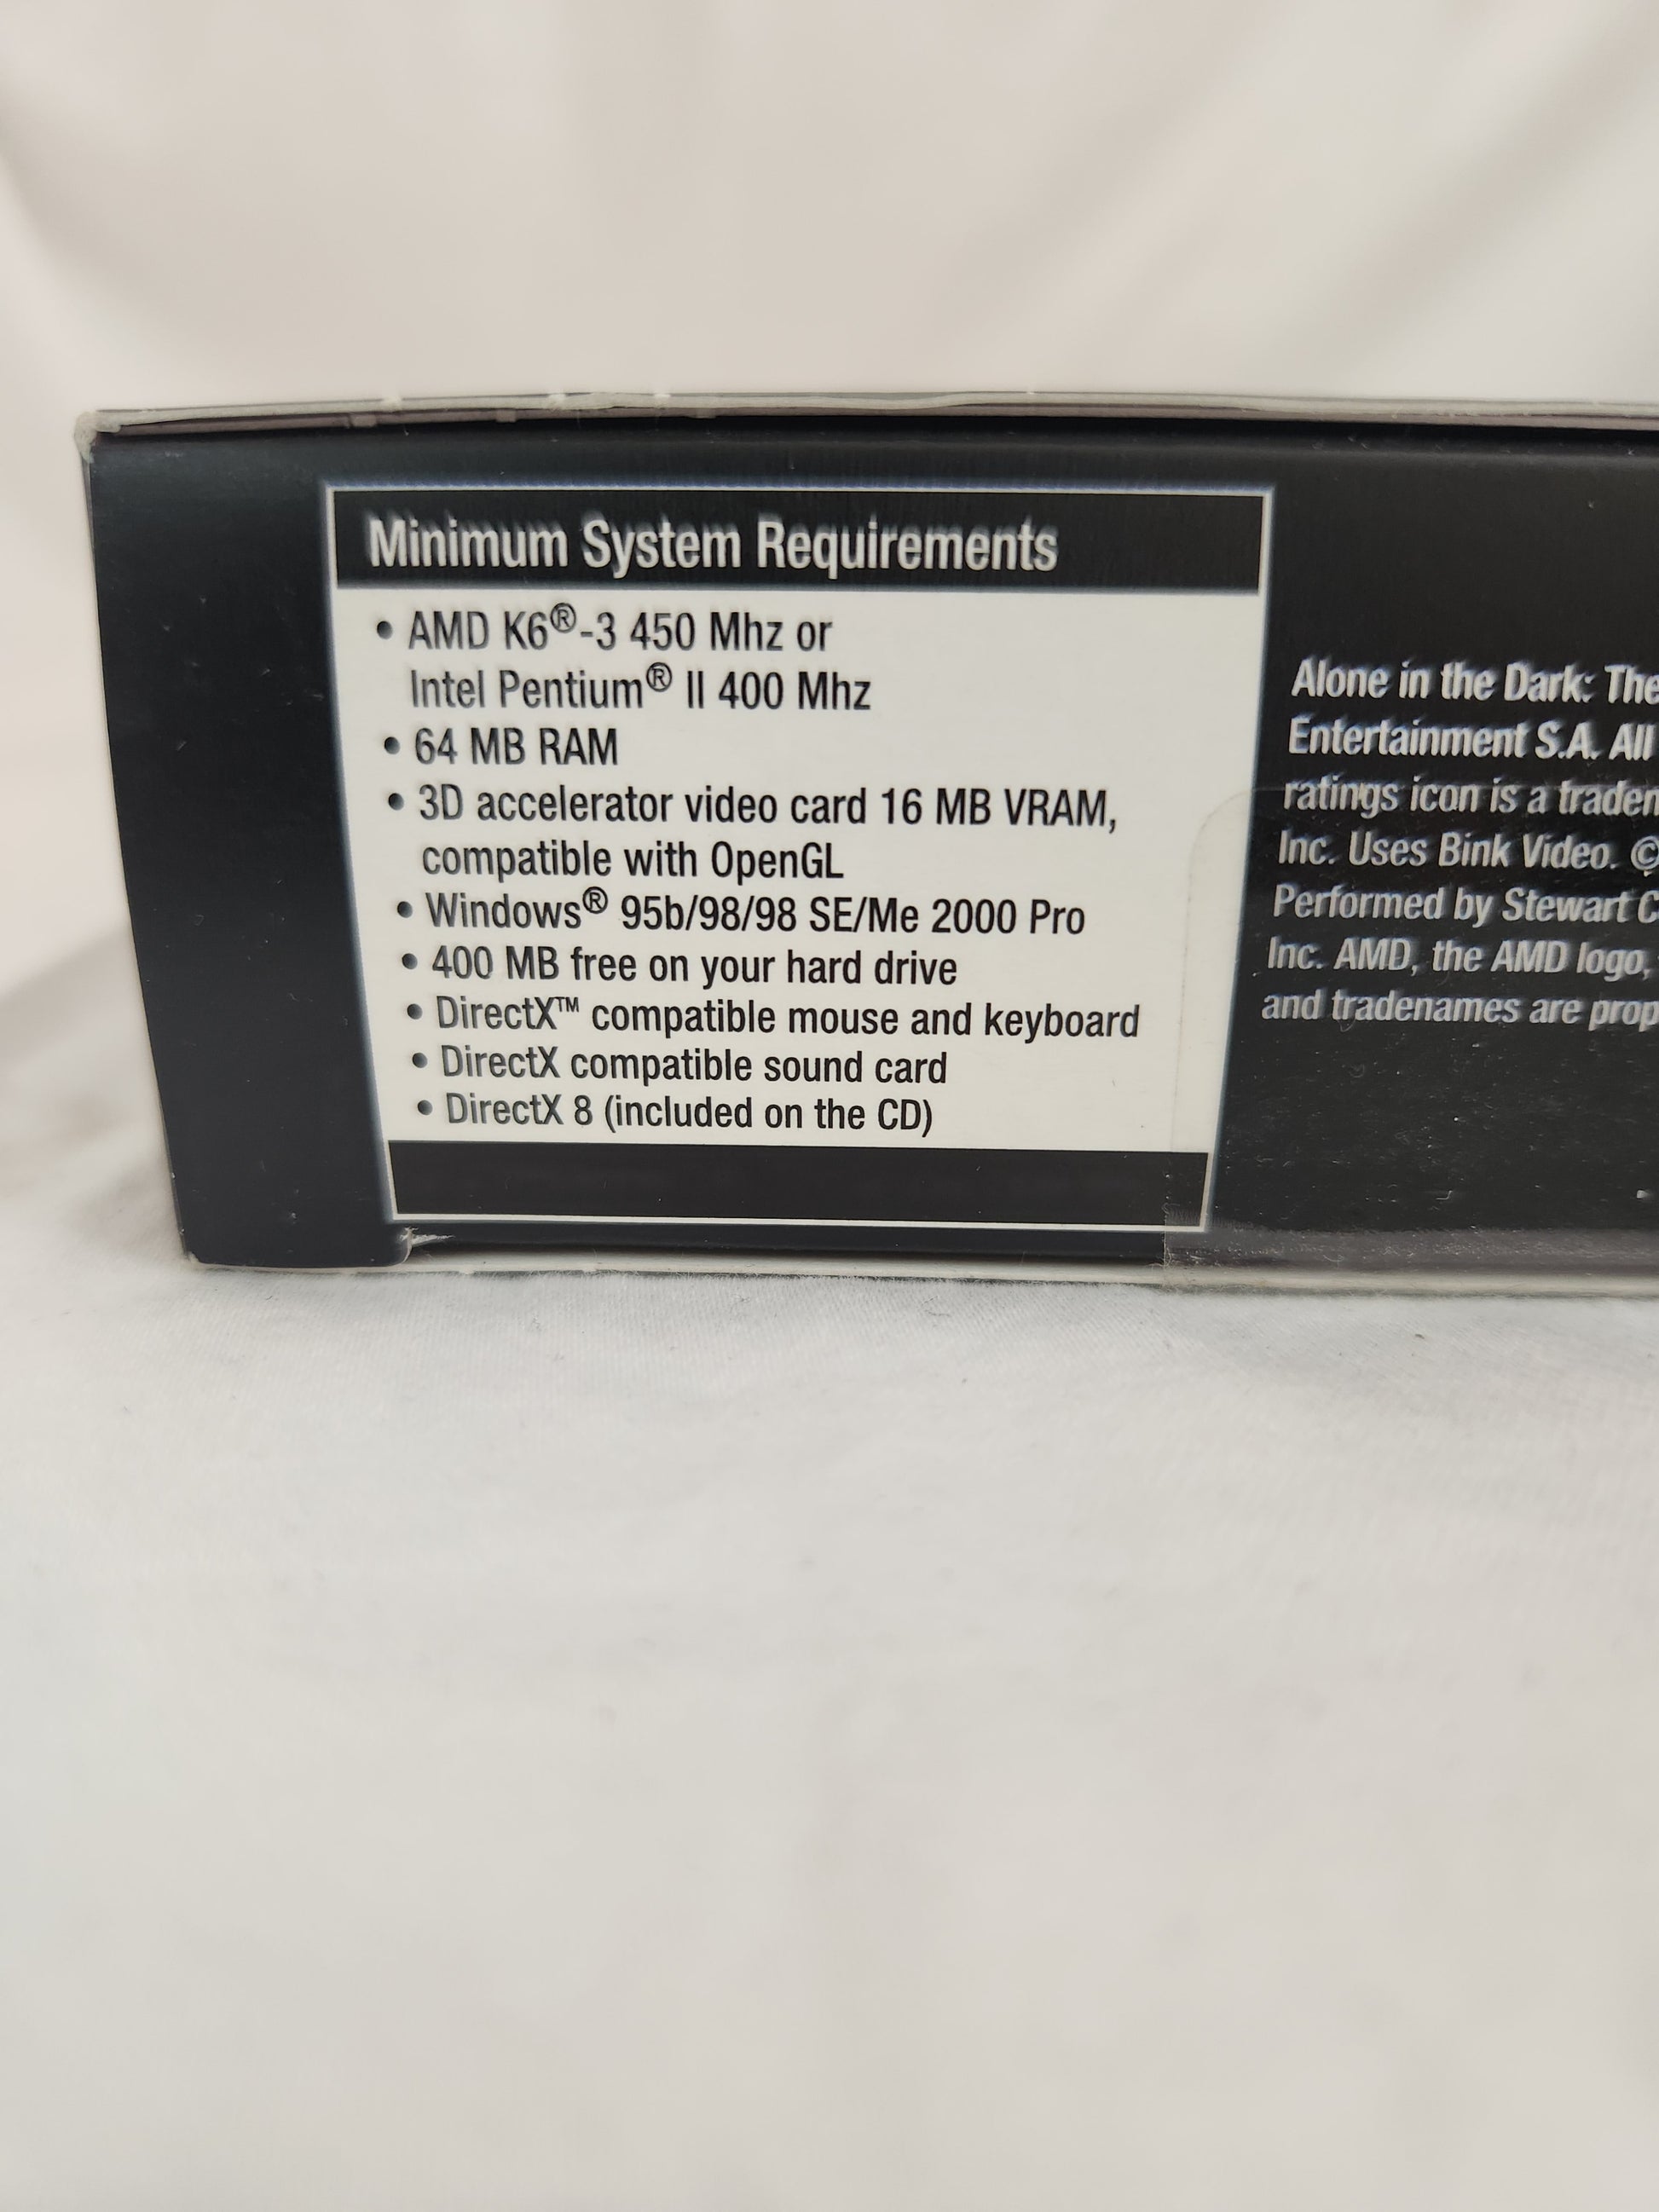 Minimum System Requirements
• AMD K6®-3 450 Mhz or
Intel Pentium® II 400 Mhz
• 64 MB RAM
• 3D accelerator video card 16 MB VRAM,
compatible with OpenGL
• Windows® 95b/98/98 SE/Me 2000 Pro
• 400 MB free on your hard drive
• DirectX™ compatible mouse and keyboard
• DirectX compatible sound card
• DirectX 8 (included on the CD)
Alone in the Dark: The
Entertainment S.A. All
ratings icon is a
Inc. Uses Bink Video. ©
Performed by Stewart
Inc. AMD, the AMD logo,
and tradenames are